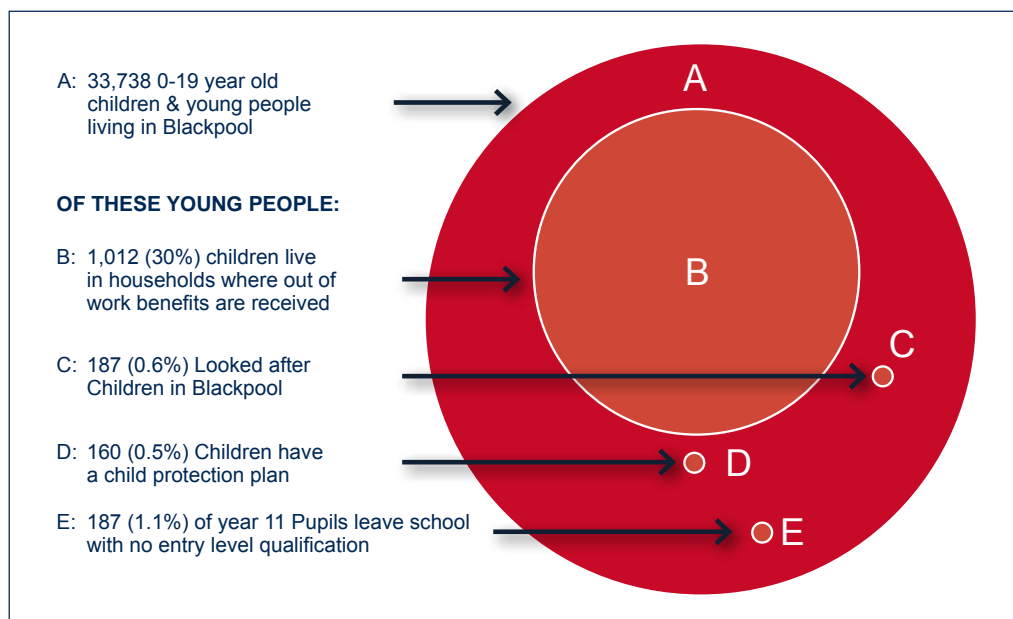 A: 33,738 0-19 year old
children & young people
living in Blackpool
OF THESE YOUNG PEOPLE:
B: 1,012 (30%) children live
in households where out of
work benefits are received
C: 187 (0.6%) Looked after
Children in Blackpool
D: 160 (0.5%) Children have
a child protection plan
E: 187 (1.1%) of year 11 Pupils leave school
with no entry level qualification
A
B
C
D
E